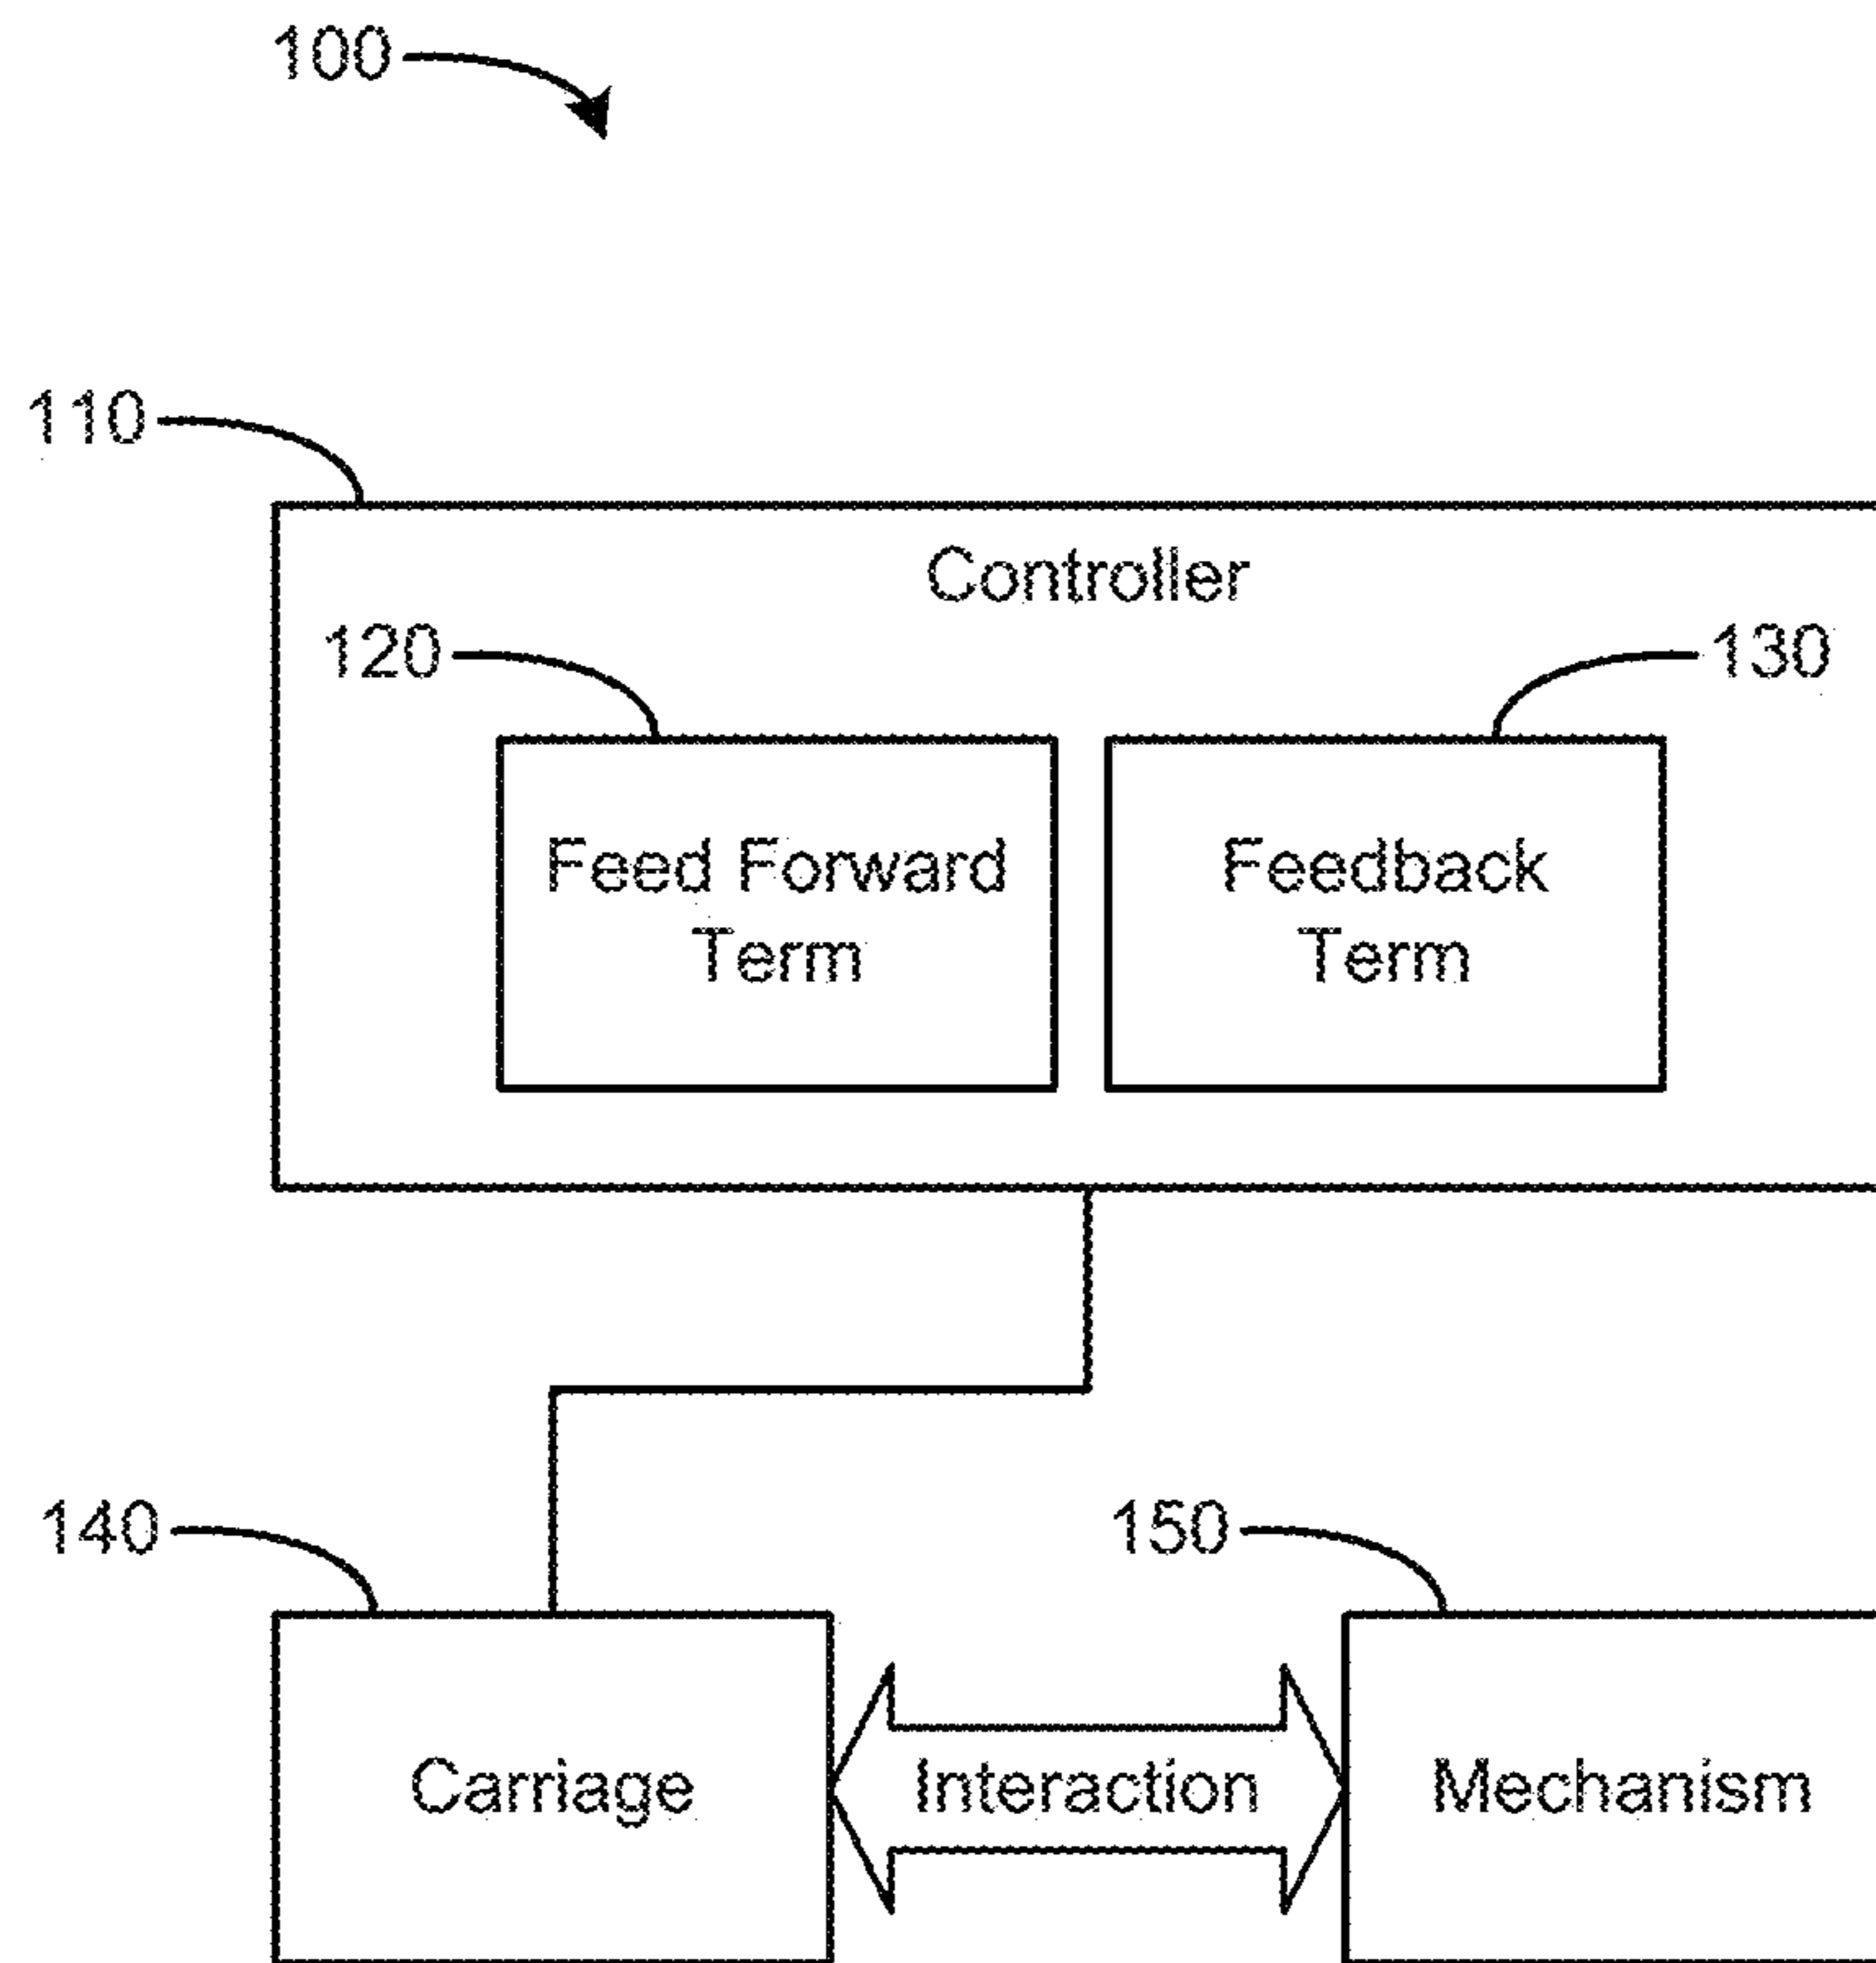 100
110
Controller
120
130
Feed Forward
Term
Feedback
Term
140
150
Carriage
Interaction
Mechanism